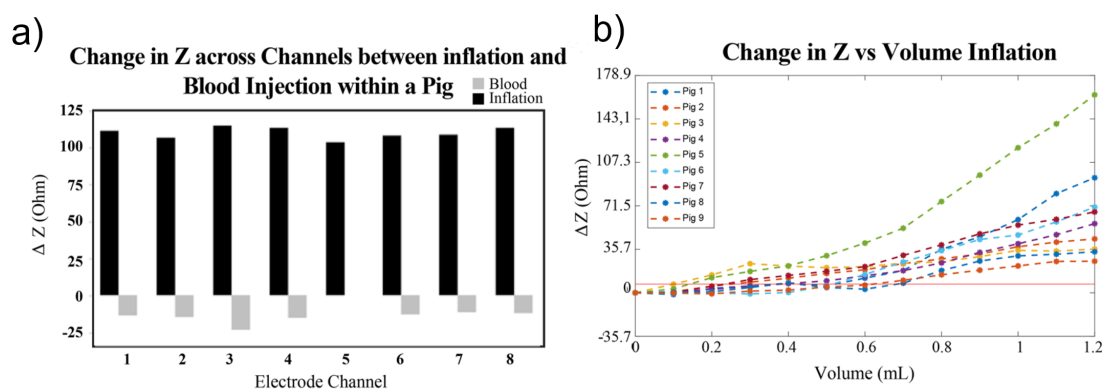 a)
Change in Z across Channels between inflation and
Blood Injection within a Pig
Blood
Inflation
125
100
75
50
25
0
-25
Δ Z (Ohm)
1 2 3 4 5 6 7 8
Electrode Channel
b)
Change in Z vs Volume Inflation
178.9
143,1
107.3
71.5
35.7
0
-35.7
ΔZ (Ohm)
Pig 1
Pig 2
Pig 3
Pig 4
Pig 5
Pig 6
Pig 7
Pig 8
Pig 9
0 0.2 0.4 0.6 0.8 1 1.2
Volume (mL)